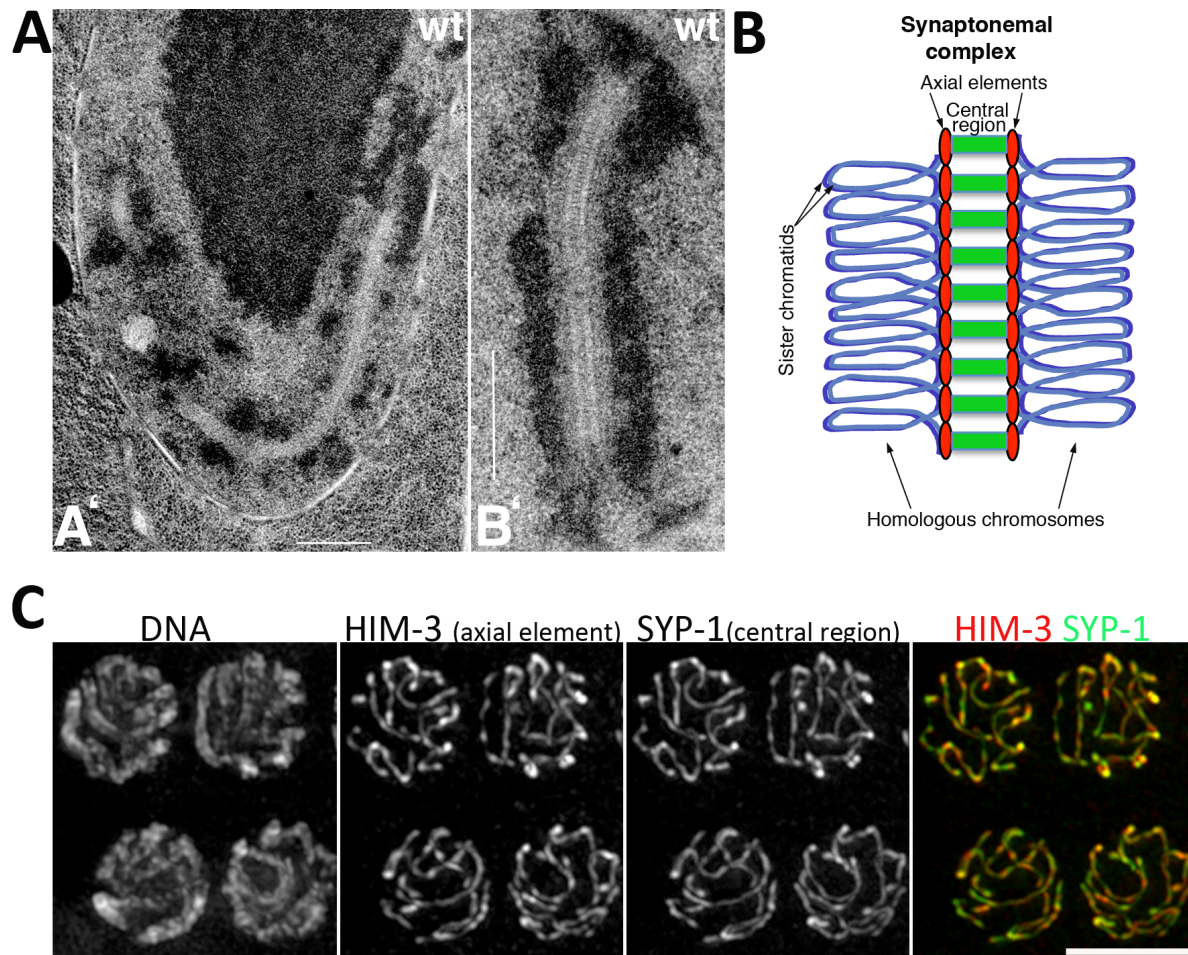 A
wt
wt
A‘
B‘
B
Synaptonemal
complex
Axial elements
Central
region
Sister chromatids
Homologous chromosomes
C
DNA
HIM-3 (axial element)
SYP-1(central region)
HIM-3 SYP-1